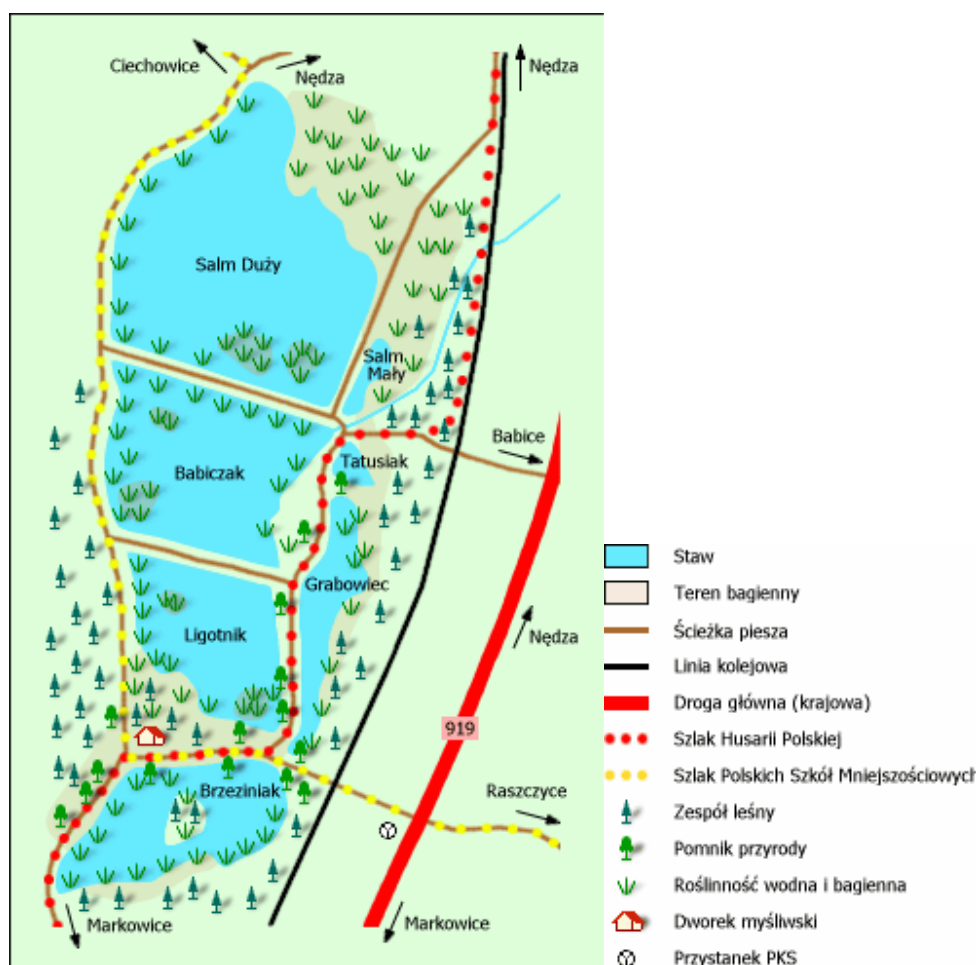 Ciechowice
Nędza
Nędza
Salm Duży
Salm
Mały
Babice
Tatusiak
Babiczak
Grabowiec
Ligotnik
Nędza
919
Brzeziniak
Raszczyce
Markowice
Markowice
Staw
Teren bagienny
Ścieżka piesza
Linia kolejowa
Droga główna (krajowa)
Szlak Husarii Polskiej
Szlak Polskich Szkół Mniejszościowych
Zespół leśny
Pomnik przyrody
Roślinność wodna i bagienna
Dworek myśliwski
Przystanek PKS